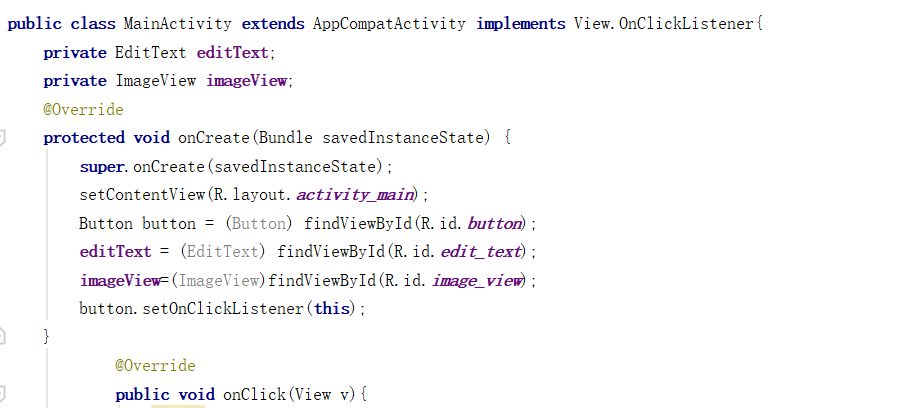 public class MainActivity extends AppCompatActivity implements View.OnClickListener{
private EditText editText;
private ImageView imageView;
@Override
protected void onCreate(Bundle savedInstanceState) {
super.onCreate(savedInstanceState);
setContentView(R.layout.activity_main);
Button button = (Button) findViewById(R.id.button);
editText = (EditText) findViewById(R.id.edit_text);
imageView=(ImageView)findViewById(R.id.image_view);
button.setOnClickListener(this);
}
@Override
public void onClick(View v){